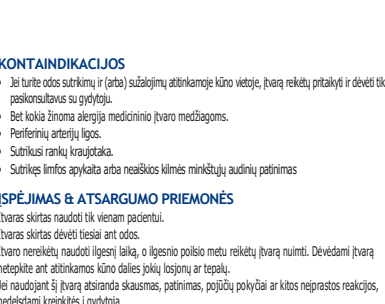 KONTAINDIKACIJOS
• Jei turite odos sutrikimų ir (arba) sužalojimų atitinkamoje kūno vietoje, įtvarą reikėtų pritaikyti ir dėvėti tik
pasikonsultavus su gydytoju.
• Bet kokia žinoma alergija medicininio įtvaro medžiagoms.
• Periferinių arterijų ligos.
• Sutrikusi rankų kraujotaka.
• Sutrikęs limfos apykaita arba neaiškios kilmės minkštųjų audinių patinimas
ĮSPĖJIMAS & ATSARGUMO PRIEMONĖS
Įtvaras skirtas naudoti tik vienam pacientui.
Įtvaras skirtas dėvėti tiesiai ant odos.
Įtvaro nereikėtų naudoti ilgesnį laiką, o ilgesnio poilsio metu reikėtų įtvarą nuimti. Dėvėdami įtvarą
netepkite ant atitinkamos kūno dalies jokių losjonų ar tepalų.
Jei naudojant šį įtvarą atsiranda skausmas, patinimas, pojūčių pokyčiai ar kitos neįprastos reakcijos,
nedelsdami kreipkitės į gydytoją.